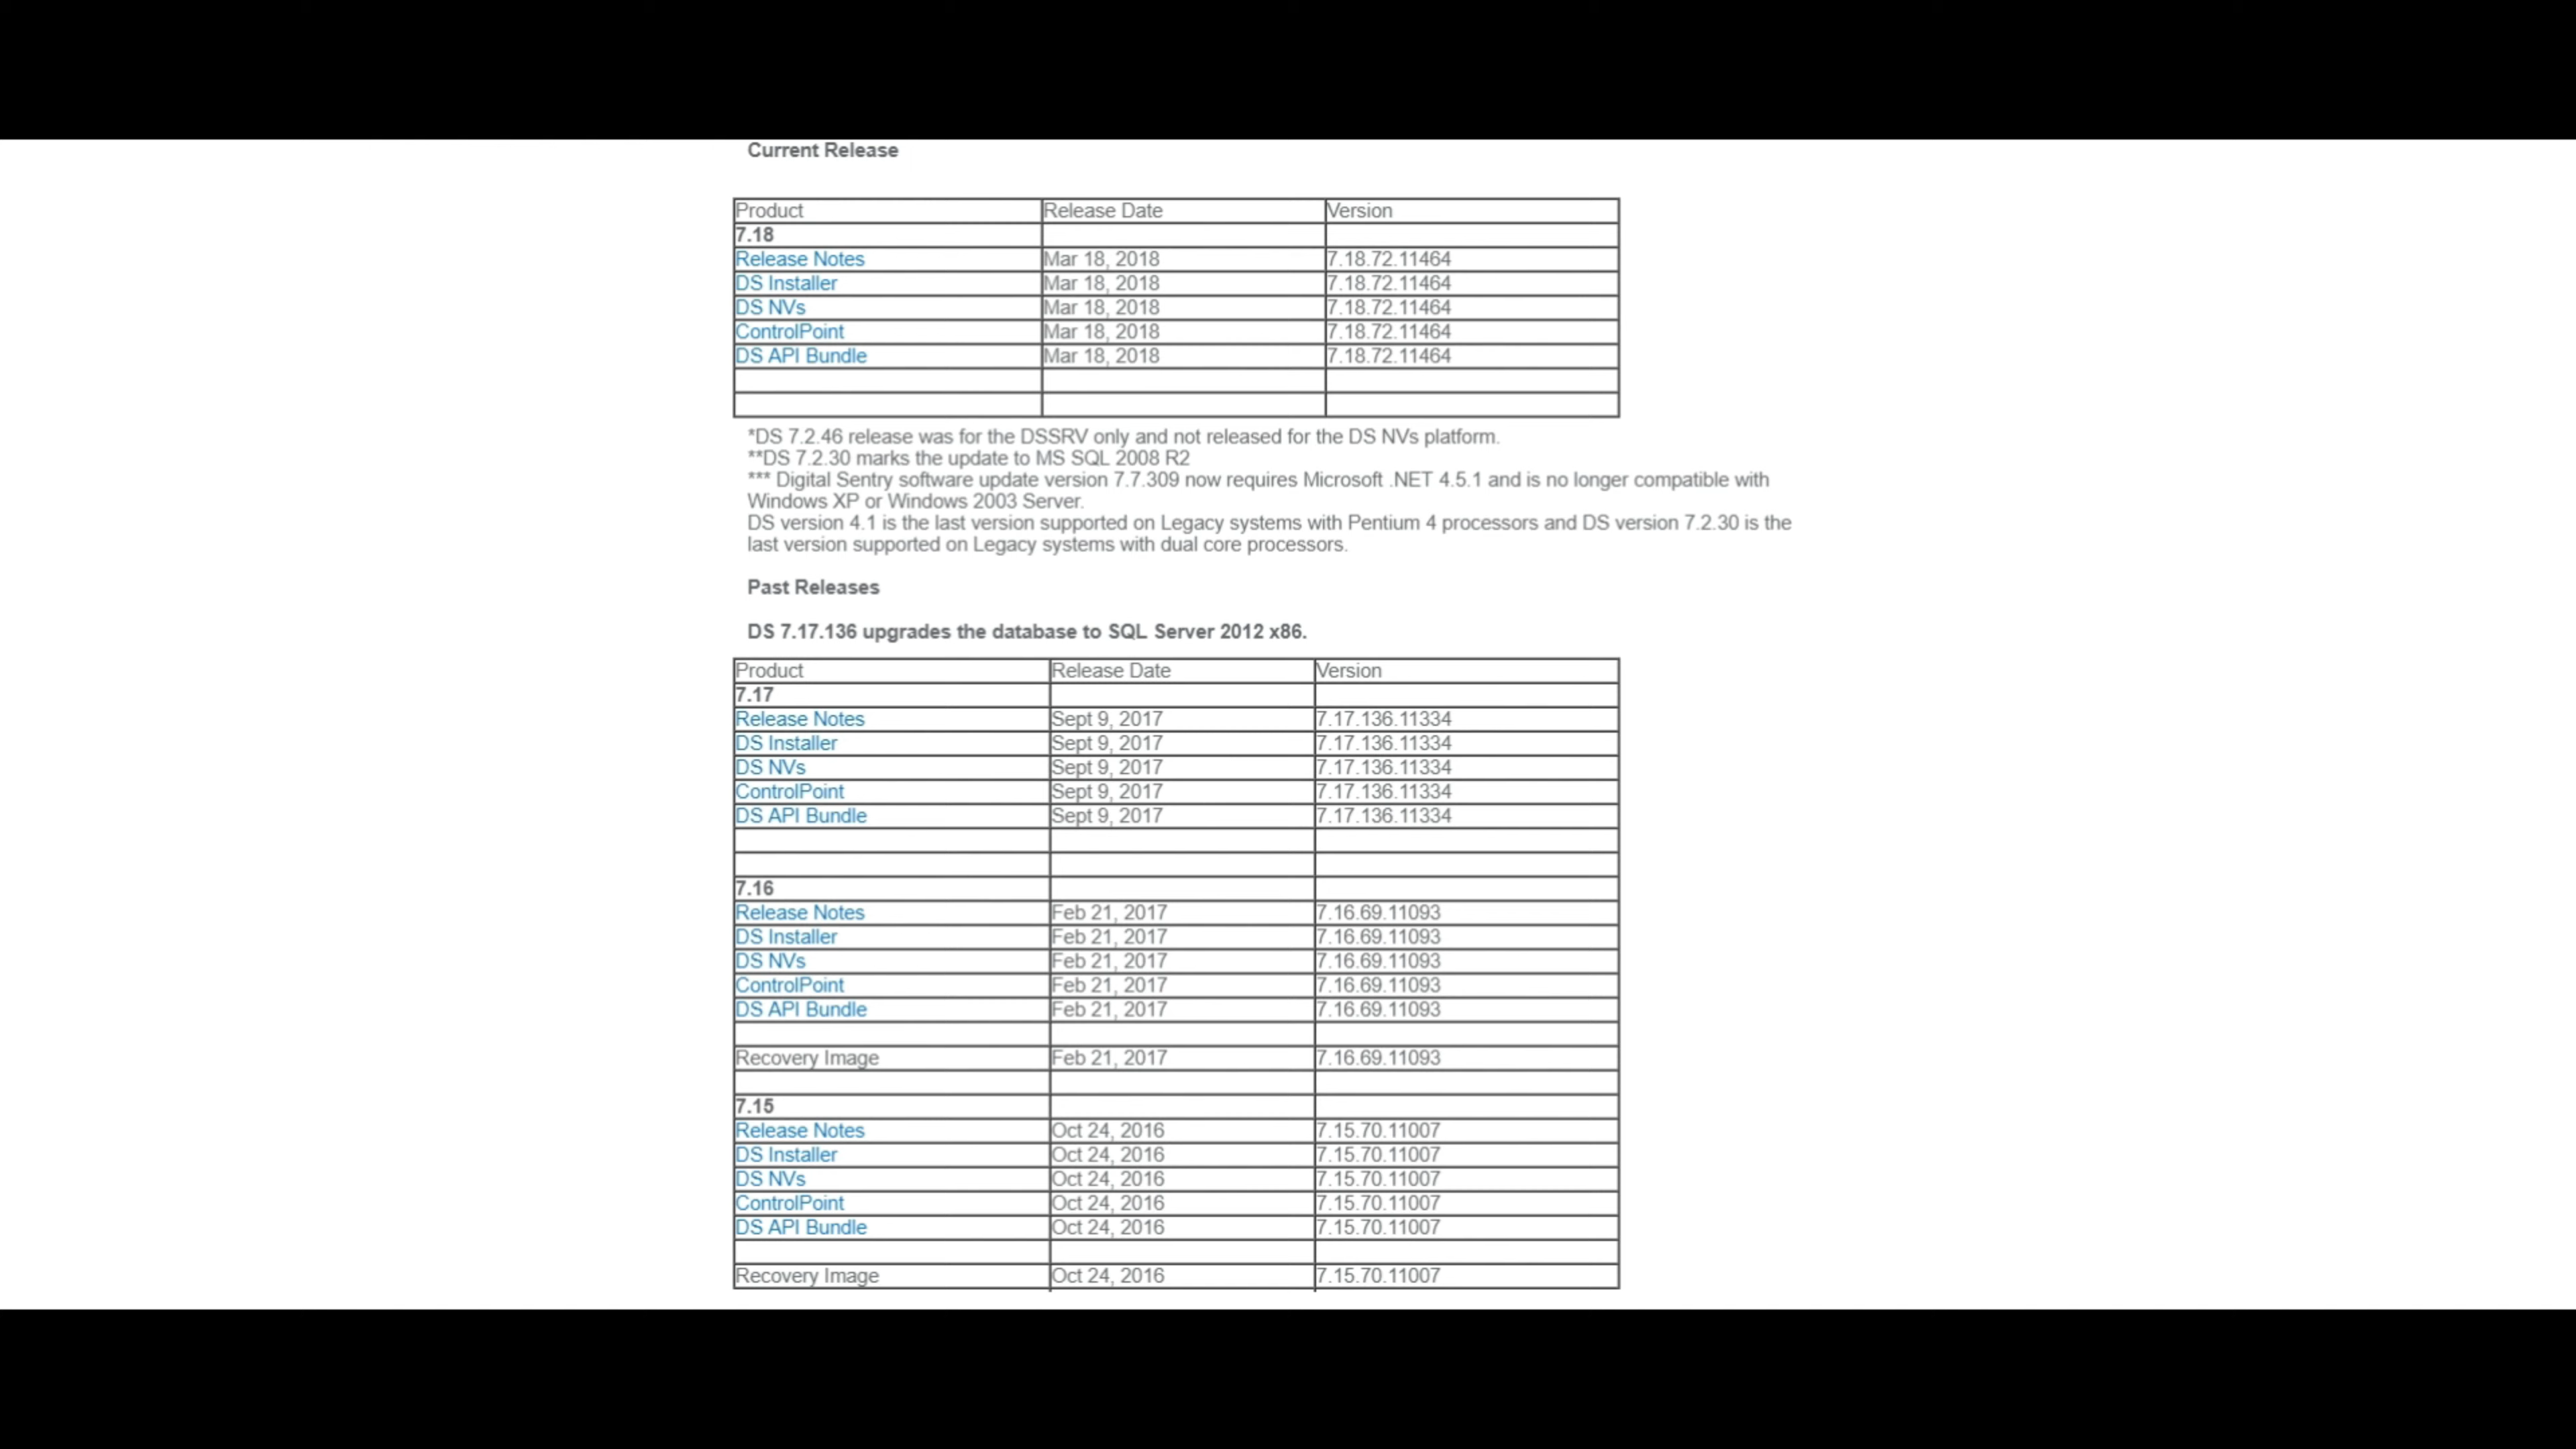 Current Release
Product Release Date Version
7.18
Release Notes Mar 18, 2018 7.18.72.11464
DS Installer Mar 18, 2018 7.18.72.11464
DS NVs Mar 18, 2018 7.18.72.11464
ControlPoint Mar 18, 2018 7.18.72.11464
DS API Bundle Mar 18, 2018 7.18.72.11464
*DS 7.2.46 release was for the DSSRV only and not released for the DS NVs platform.
**DS 7.2.30 marks the update to MS SQL 2008 R2
*** Digital Sentry software update version 7.7.309 now requires Microsoft .NET 4.5.1 and is no longer compatible with
Windows XP or Windows 2003 Server.
DS version 4.1 is the last version supported on Legacy systems with Pentium 4 processors and DS version 7.2.30 is the
last version supported on Legacy systems with dual core processors.
Past Releases
DS 7.17.136 upgrades the database to SQL Server 2012 x86.
Product Release Date Version
7.17
Release Notes Sept 9, 2017 7.17.136.11334
DS Installer Sept 9, 2017 7.17.136.11334
DS NVs Sept 9, 2017 7.17.136.11334
ControlPoint Sept 9, 2017 7.17.136.11334
DS API Bundle Sept 9, 2017 7.17.136.11334
7.16
Release Notes Feb 21, 2017 7.16.69.11093
DS Installer Feb 21, 2017 7.16.69.11093
DS NVs Feb 21, 2017 7.16.69.11093
ControlPoint Feb 21, 2017 7.16.69.11093
DS API Bundle Feb 21, 2017 7.16.69.11093
Recovery Image Feb 21, 2017 7.16.69.11093
7.15
Release Notes Oct 24, 2016 7.15.70.11007
DS Installer Oct 24, 2016 7.15.70.11007
DS NVs Oct 24, 2016 7.15.70.11007
ControlPoint Oct 24, 2016 7.15.70.11007
DS API Bundle Oct 24, 2016 7.15.70.11007
Recovery Image Oct 24, 2016 7.15.70.11007